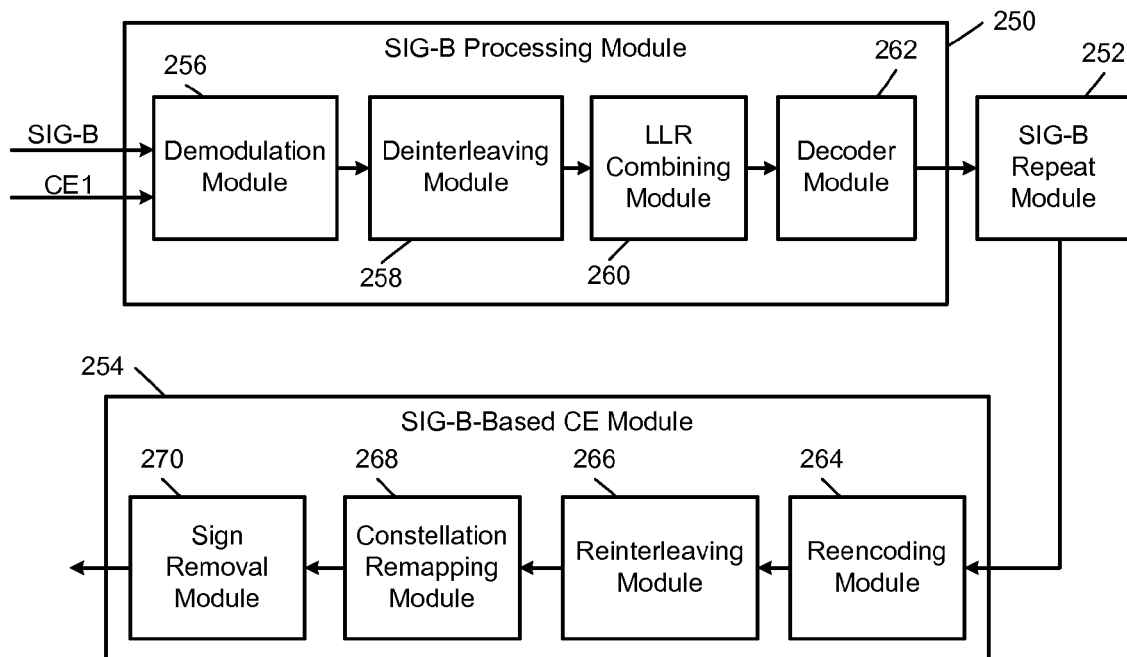 SIG-B Processing Module
250
256
262
252
SIG-B
CE1
Demodulation
Module
Deinterleaving
Module
LLR
Combining
Module
Decoder
Module
SIG-B
Repeat
Module
258
260
254
SIG-B-Based CE Module
270
268
266
264
Sign
Removal
Module
Constellation
Remapping
Module
Reinterleaving
Module
Reencoding
Module